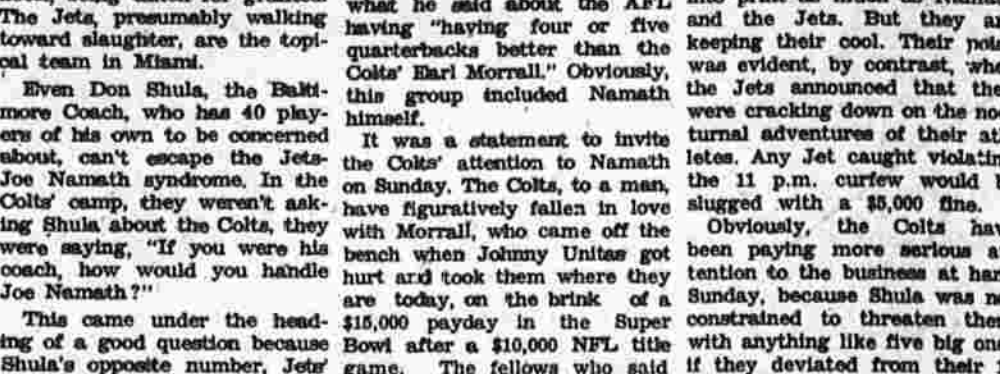 The Jets, presumably walking
toward slaughter, are the topi-
cal team in Miami.
Even Don Shula, the Balti-
more Coach, who has 40 play-
ers of his own to be concerned
about, can't escape the Jets-
Joe Namath syndrome. In the
Colts' camp, they weren't ask-
ing Shula about the Colts, they
were saying, "If you were his
coach, how would you handle
Joe Namath?"
This came under the head-
ing of a good question because
Shula's opposite number, Jets'
what he said about the AFL
having "having four or five
quarterbacks better than the
Colts' Earl Morrall." Obviously,
this group included Namath
himself.
It was a statement to invite
the Colts' attention to Namath
on Sunday. The Colts, to a man,
have figuratively fallen in love
with Morrall, who came off the
bench when Johnny Unitas got
hurt and took them where they
are today, on the brink of a
$15,000 payday in the Super
Bowl after a $10,000 NFL title
game. The fellows who said
and the Jets. But they
keeping their cool. Their
was evident, by contrast,
the Jets announced that
were cracking down on the
turnal adventures of their
letes. Any Jet caught
the 11 p.m. curfew would
slugged with a $5,000 fine.
Obviously, the Colts
been paying more serious
tention to the business at
Sunday, because Shula was
constrained to threaten
with anything like five big
if they deviated from their